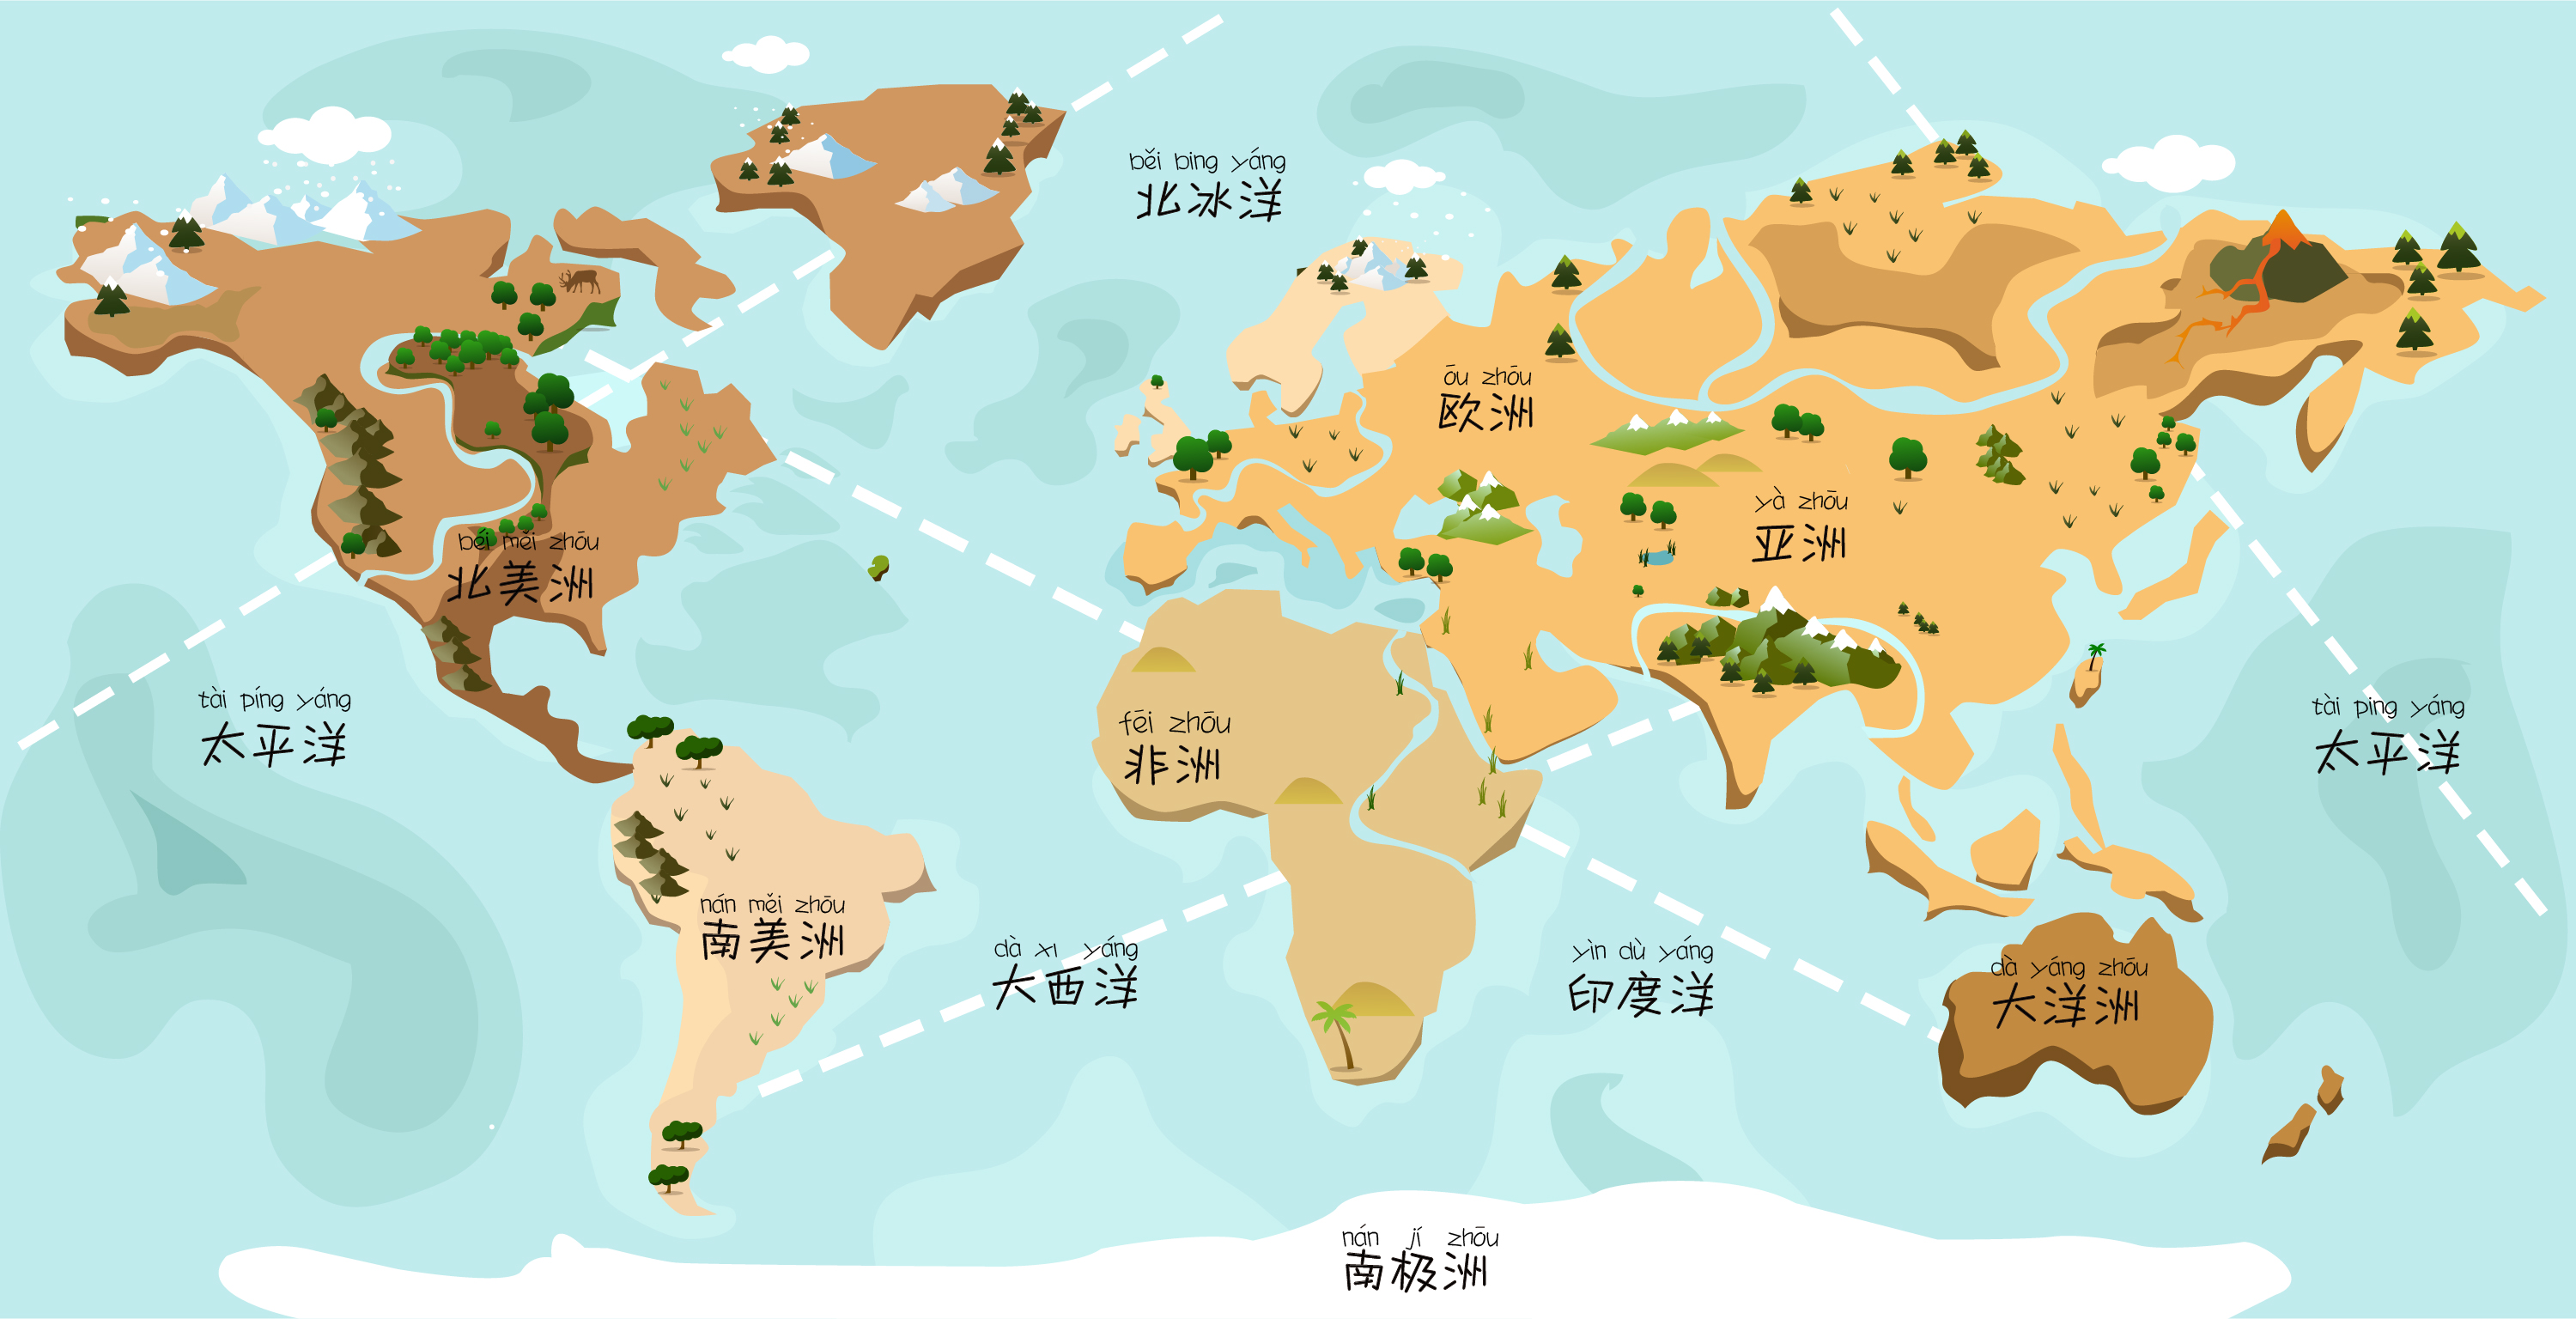 běi bing yáng
北冰洋
ōu zhōu
欧洲
yà zhōu
亚洲
béi měi zhōu
北美洲
tài píng yáng
太平洋
fēi zhōu
非洲
tài ping yáng
太平洋
nán měi zhōu
南美洲
dà xı yáng
大西洋
yìn dù yáng
印度洋
dà yáng zhōu
大洋洲
nán jí zhōu
南极洲